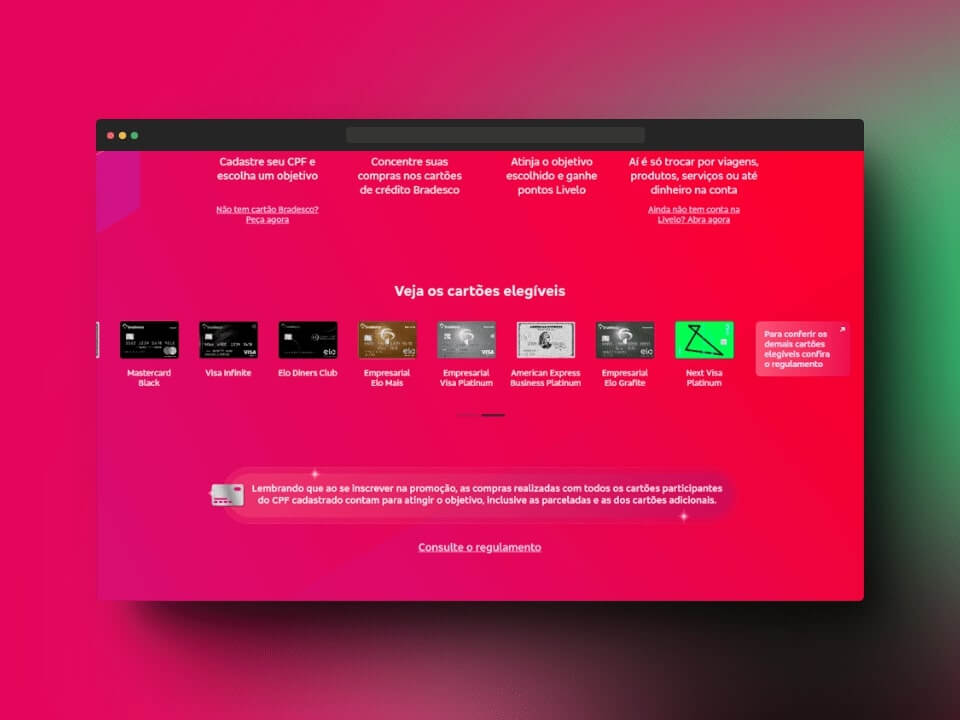 Cadastre seu CPF e
escolha um objetivo
Não tem cartão Bradesco?
Peça agora
Concentre suas
compras nos cartões
de crédito Bradesco
Atinja o objetivo
escolhido e ganhe
pontos Livelo
Aí é só trocar por viagens,
produtos, serviços ou até
dinheiro na conta
Ainda não tem conta na
Livelo? Abra agora
Veja os cartões elegíveis
Mastercard
Black
VISA
Visa Infinite
elo
Elo Diners Club
elo
Empresarial
Elo Mais
VISA
Empresarial
Visa Platinum
American Express
Business Platinum
elo
Empresarial
Elo Grafite
Next Visa
Platinum
Para conferir os
demais cartões
elegíveis confira
o regulamento
Lembrando que ao se inscrever na promoção, as compras realizadas com todos os cartões participantes
do CPF cadastrado contam para atingir o objetivo, inclusive as parceladas e as dos cartões adicionais.
Consulte o regulamento